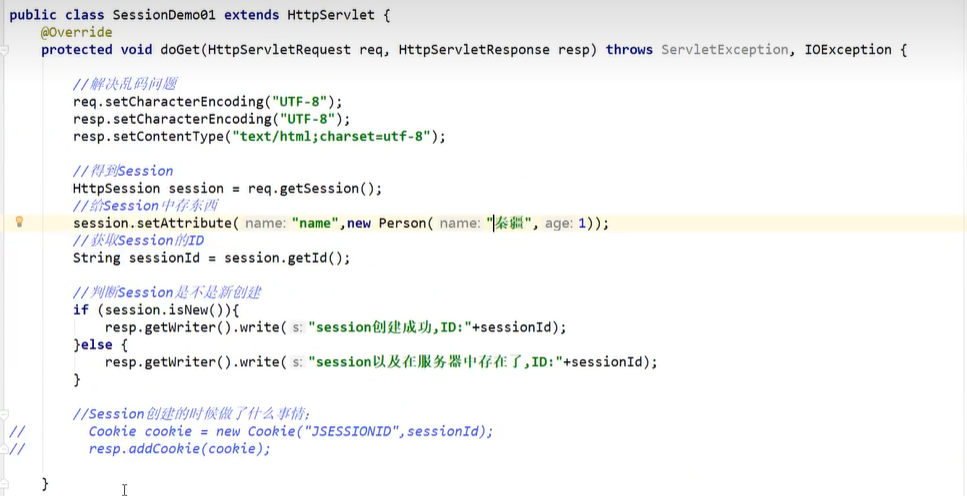 public class SessionDemo01 extends HttpServlet {
@Override
protected void doGet(HttpServletRequest req, HttpServletResponse resp) throws ServletException, IOException {
//解决乱码问题
req.setCharacterEncoding("UTF-8");
resp.setCharacterEncoding("UTF-8");
resp.setContentType("text/html;charset=utf-8");
//得到Session
HttpSession session = req.getSession();
//给Session中存东西
session.setAttribute( name: "name",new Person( name: "秦疆", age: 1));
//获取Session的ID
String sessionId = session.getId();
//判断Session是不是新创建
if (session.isNew()){
resp.getWriter().write( s: "session创建成功,ID:"+sessionId);
}else {
resp.getWriter().write( s: "session以及在服务器中存在了,ID:"+sessionId);
}
//Session创建的时候做了什么事情;
// Cookie cookie = new Cookie("JSESSIONID",sessionId);
// resp.addCookie(cookie);
}